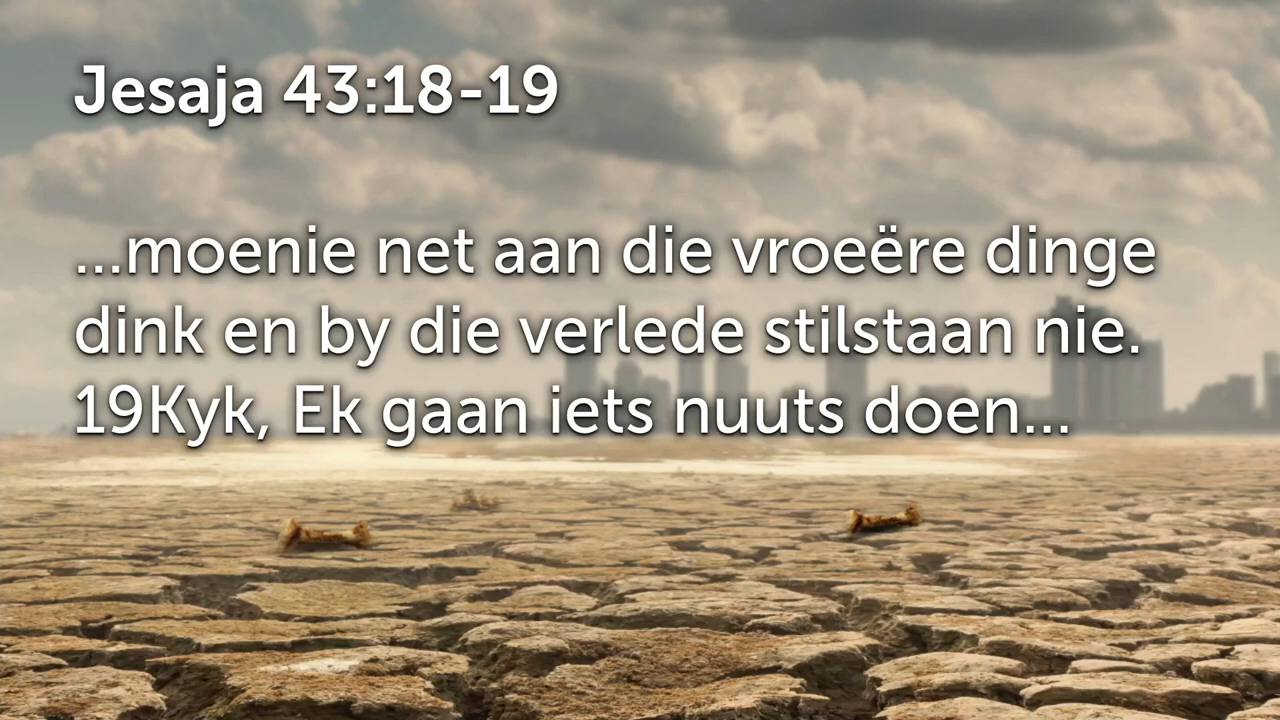 Jesaja 43:18-19
...moenie net aan die vroeëre dinge
dink en by die verlede stilstaan nie.
19Kyk, Ek gaan iets nuuts doen...